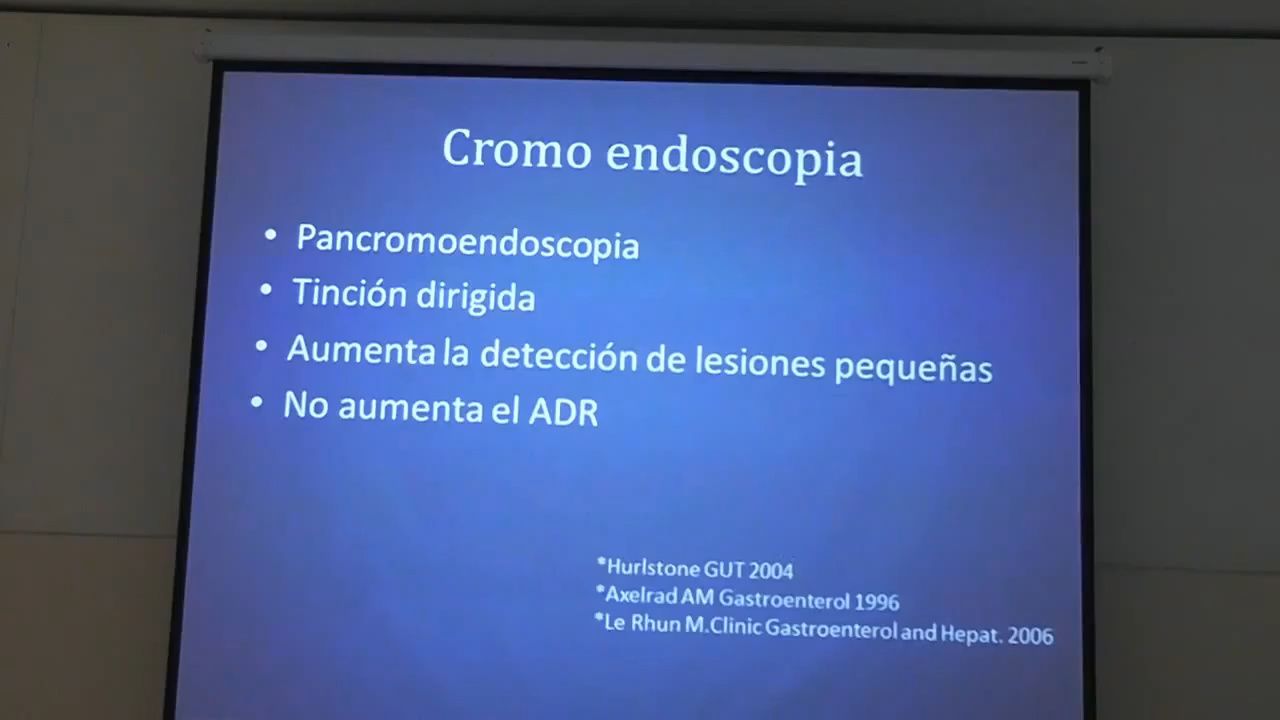 Cromo endoscopia
• Pancromoendoscopia
• Tinción dirigida
• Aumenta la detección de lesiones pequeñas
• No aumenta el ADR
*Hurlstone GUT 2004
*Axelrad AM Gastroenterol 1996
*Le Rhun M.Clinic Gastroenterol and Hepat. 2006